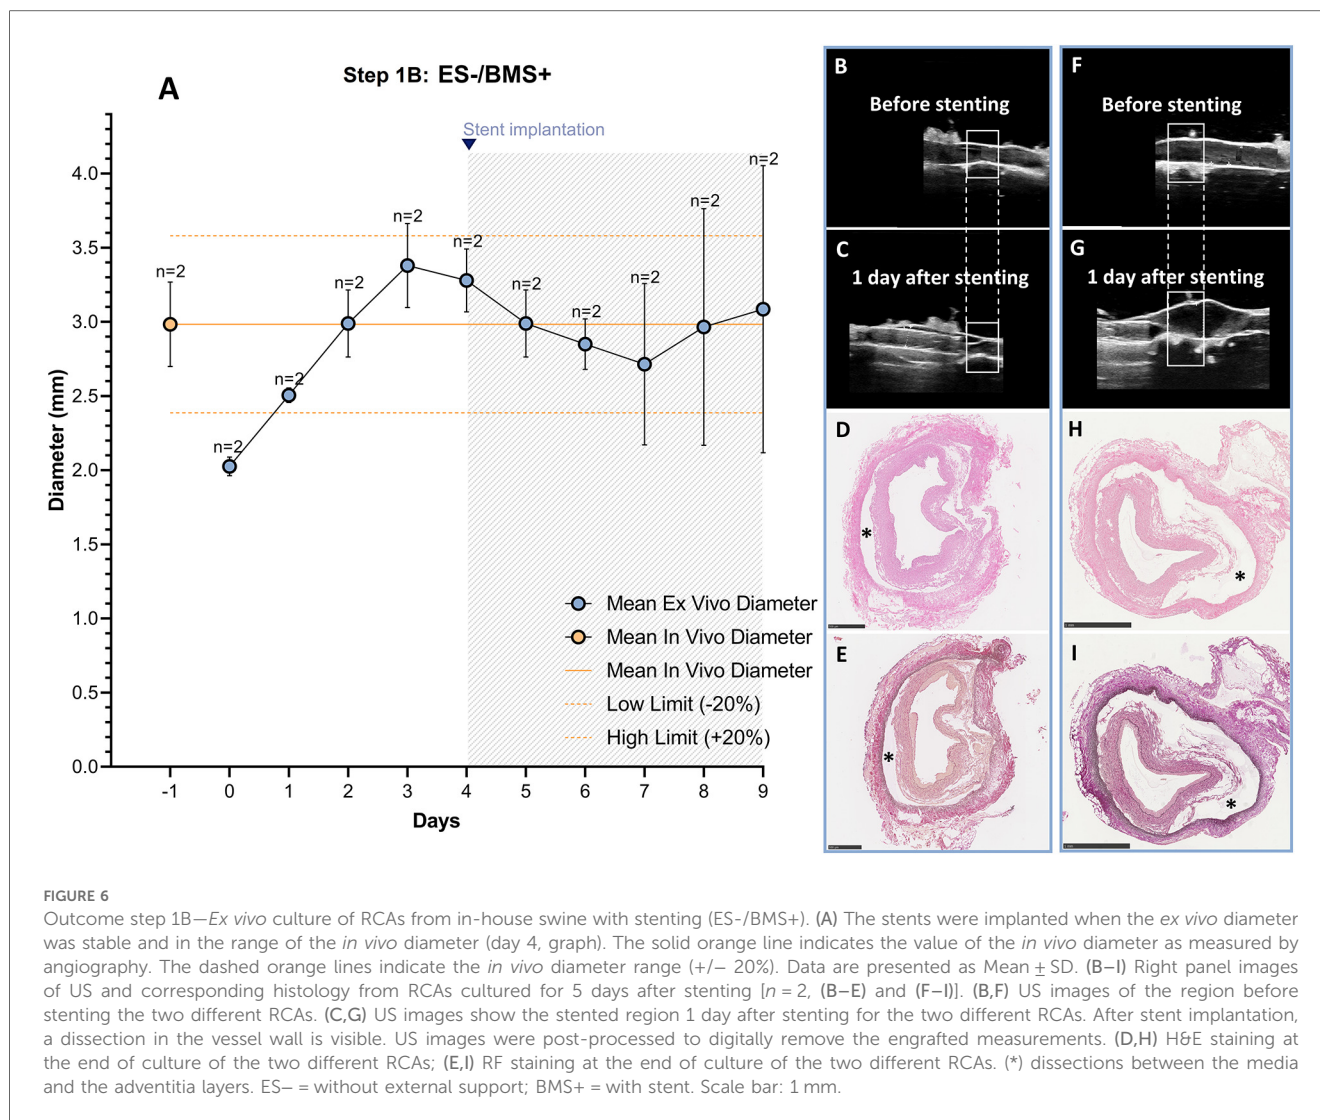 Step 1B: ES-/BMS+
A
Stent implantation
n=2
n=2
n=2
n=2
n=2
n=2
n=2
n=2
n=2
n=2
n=2
4.0
3.5
3.0
2.5
2.0
1.5
1.0
0.5
0.0
Diameter (mm)
-1 0 1 2 3 4 5 6 7 8 9
Days
Mean Ex Vivo Diameter
Mean In Vivo Diameter
Mean In Vivo Diameter
Low Limit (-20%)
High Limit (+20%)
B
Before stenting
C
1 day after stenting
D
*
E
*
F
Before stenting
G
1 day after stenting
H
*
I
*
FIGURE 6
Outcome step 1B—Ex vivo culture of RCAs from in-house swine with stenting (ES-/BMS+). (A) The stents were implanted when the ex vivo diameter
was stable and in the range of the in vivo diameter (day 4, graph). The solid orange line indicates the value of the in vivo diameter as measured by
angiography. The dashed orange lines indicate the in vivo diameter range (+/− 20%). Data are presented as Mean ± SD. (B–I) Right panel images
of US and corresponding histology from RCAs cultured for 5 days after stenting [n = 2, (B–E) and (F–I)]. (B,F) US images of the region before
stenting the two different RCAs. (C,G) US images show the stented region 1 day after stenting for the two different RCAs. After stent implantation,
a dissection in the vessel wall is visible. US images were post-processed to digitally remove the engrafted measurements. (D,H) H&E staining at
the end of culture of the two different RCAs; (E,I) RF staining at the end of culture of the two different RCAs. (*) dissections between the media
and the adventitia layers. ES− = without external support; BMS+ = with stent. Scale bar: 1 mm.